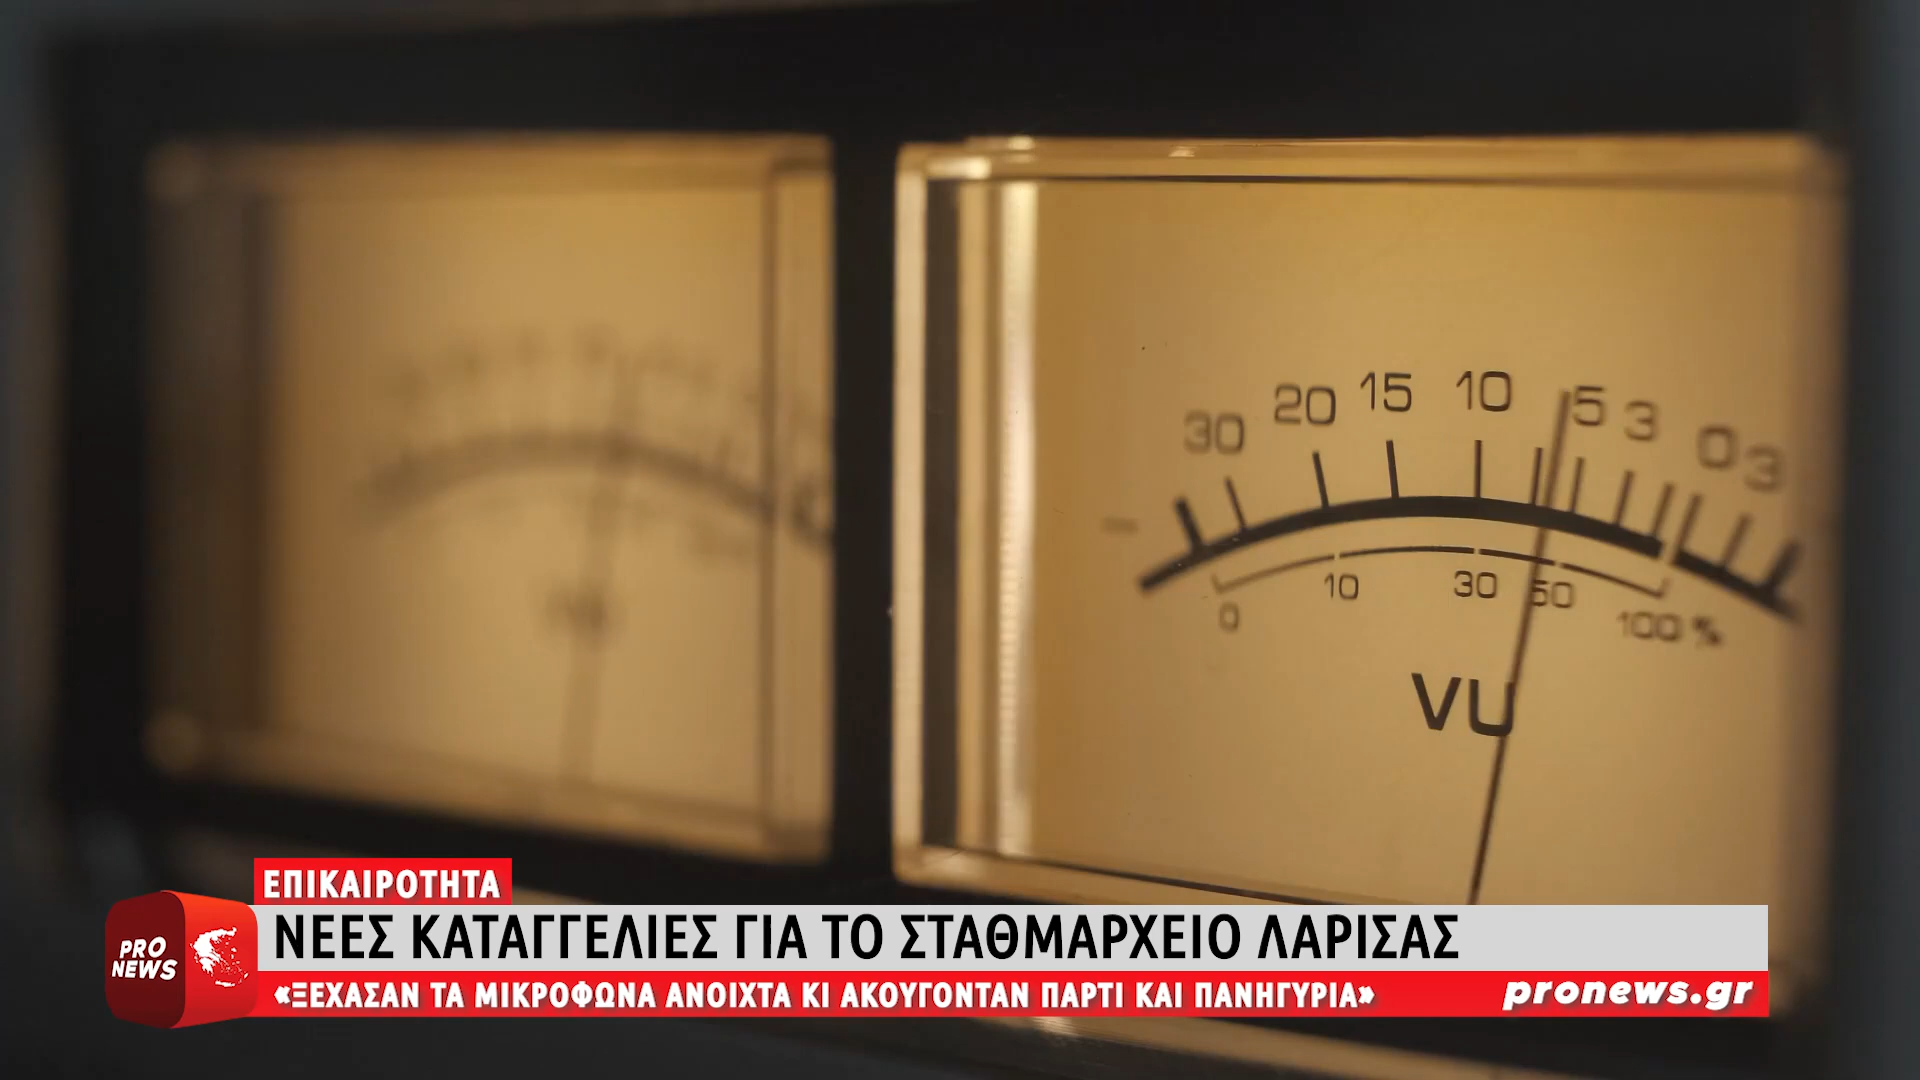 30 20 15 10 5 3 0 3
0 10 30 50 100 %
VU
ΕΠΙΚΑΙΡΟΤΗΤΑ
ΝΕΕΣ ΚΑΤΑΓΓΕΛΙΕΣ ΓΙΑ ΤΟ ΣΤΑΘΜΑΡΧΕΙΟ ΛΑΡΙΣΑΣ
PRO
NEWS
«ΞΕΧΑΣΑΝ ΤΑ ΜΙΚΡΟΦΩΝΑ ΑΝΟΙΧΤΑ ΚΙ ΑΚΟΥΓΟΝΤΑΝ ΠΑΡΤΙ ΚΑΙ ΠΑΝΗΓΥΡΙΑ»
pronews.gr